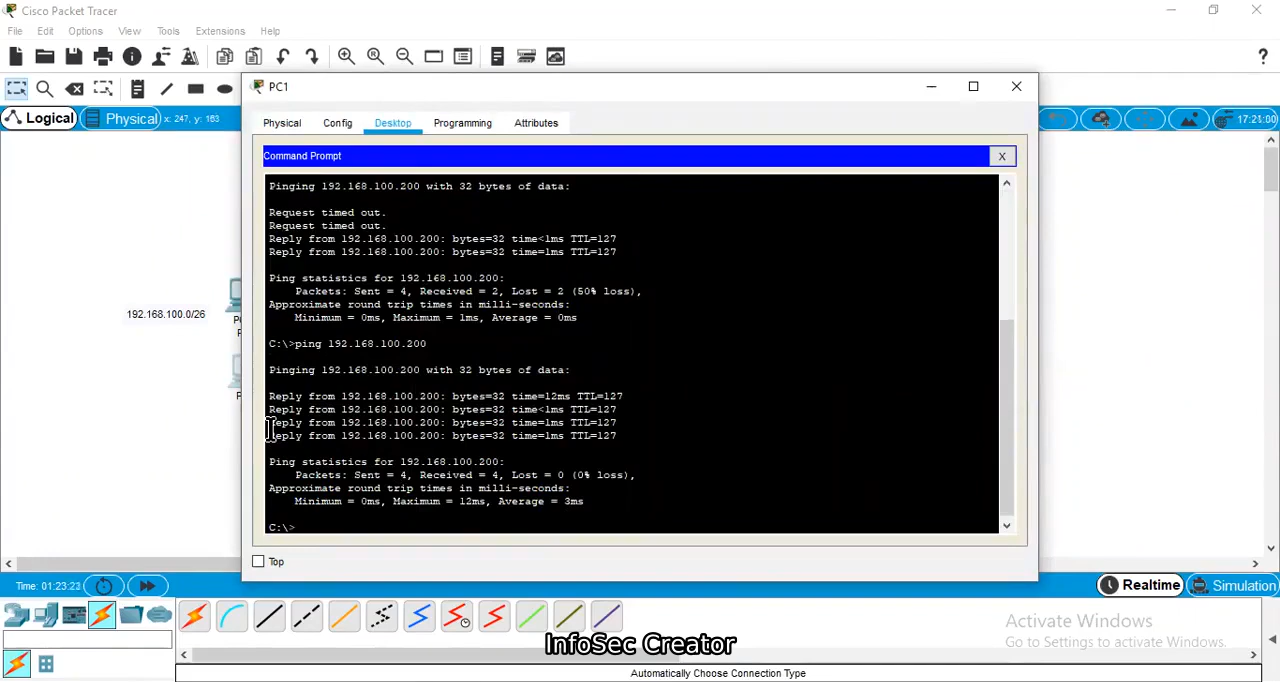 Cisco Packet Tracer
File Edit Options View Tools Extensions Help
PC1
Logical Physical x: 247, y: 163
17:21:00
Physical Config Desktop Programming Attributes
Command Prompt X
Pinging 192.168.100.200 with 32 bytes of data:
Request timed out.
Request timed out.
Reply from 192.168.100.200: bytes=32 time<1ms TTL=127
Reply from 192.168.100.200: bytes=32 time=1ms TTL=127
Ping statistics for 192.168.100.200:
Packets: Sent = 4, Received = 2, Lost = 2 (50% loss),
Approximate round trip times in milli-seconds:
Minimum = 0ms, Maximum = 1ms, Average = 0ms
C:\>ping 192.168.100.200
Pinging 192.168.100.200 with 32 bytes of data:
Reply from 192.168.100.200: bytes=32 time=12ms TTL=127
Reply from 192.168.100.200: bytes=32 time<1ms TTL=127
Reply from 192.168.100.200: bytes=32 time=1ms TTL=127
Reply from 192.168.100.200: bytes=32 time=1ms TTL=127
Ping statistics for 192.168.100.200:
Packets: Sent = 4, Received = 4, Lost = 0 (0% loss),
Approximate round trip times in milli-seconds:
Minimum = 0ms, Maximum = 12ms, Average = 3ms
C:\>
192.168.100.0/26
Top
Time: 01:23:23
Realtime Simulation
Activate Windows
Go to Settings to activate Windows.
InfoSec Creator
Automatically Choose Connection Type